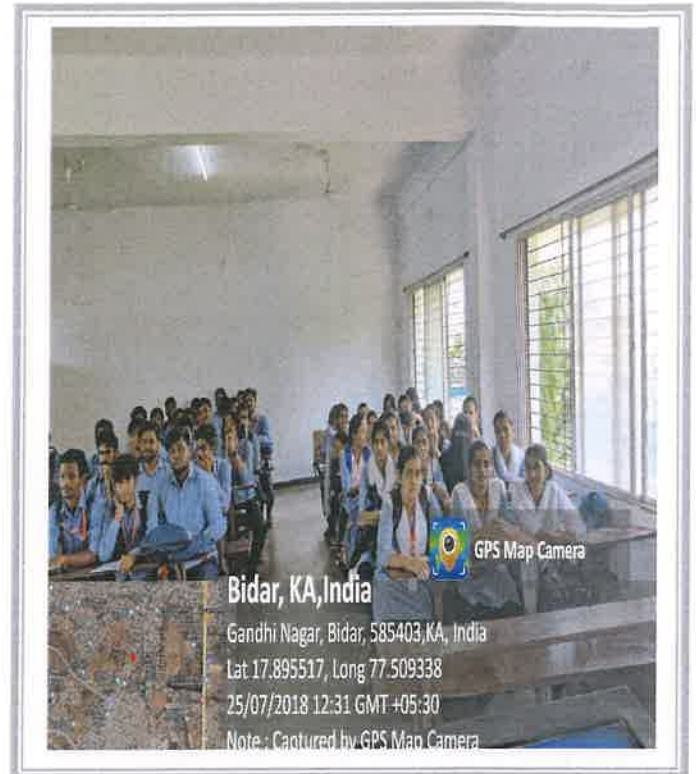 GPS Map Camera
Bidar, KA,India
Gandhi Nagar, Bidar, 585403,KA, India
Lat 17.895517, Long 77.509338
25/07/2018 12:31 GMT +05:30
Note : Captured by GPS Map Camera